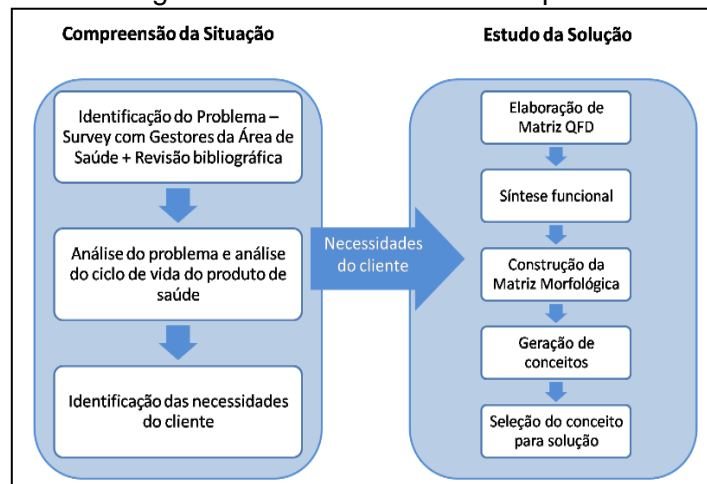 Compreensão da Situação
Identificação do Problema –
Survey com Gestores da Área de
Saúde + Revisão bibliográfica
Análise do problema e análise
do ciclo de vida do produto de
saúde
Identificação das necessidades
do cliente
Necessidades
do cliente
Estudo da Solução
Elaboração de
Matriz QFD
Síntese funcional
Construção da
Matriz Morfológica
Geração de
conceitos
Seleção do conceito
para solução